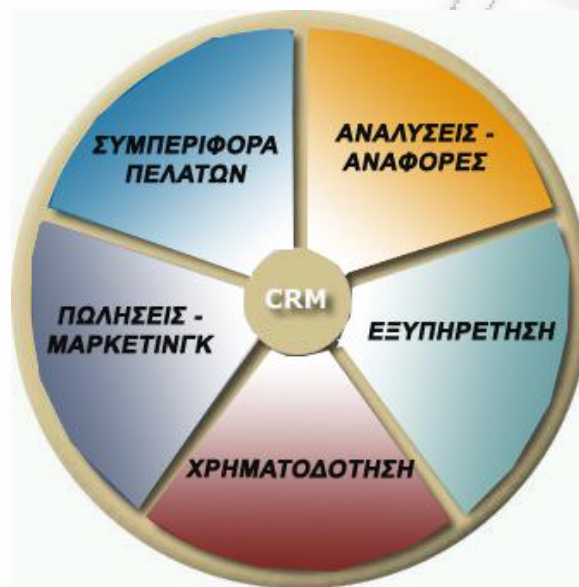 ΣΥΜΠΕΡΙΦΟΡΑ
ΠΕΛΑΤΩΝ
ΑΝΑΛΥΣΕΙΣ -
ΑΝΑΦΟΡΕΣ
CRM
ΠΩΛΗΣΕΙΣ -
ΜΑΡΚΕΤΙΝΓΚ
ΕΞΥΠΗΡΕΤΗΣΗ
ΧΡΗΜΑΤΟΔΟΤΗΣΗ